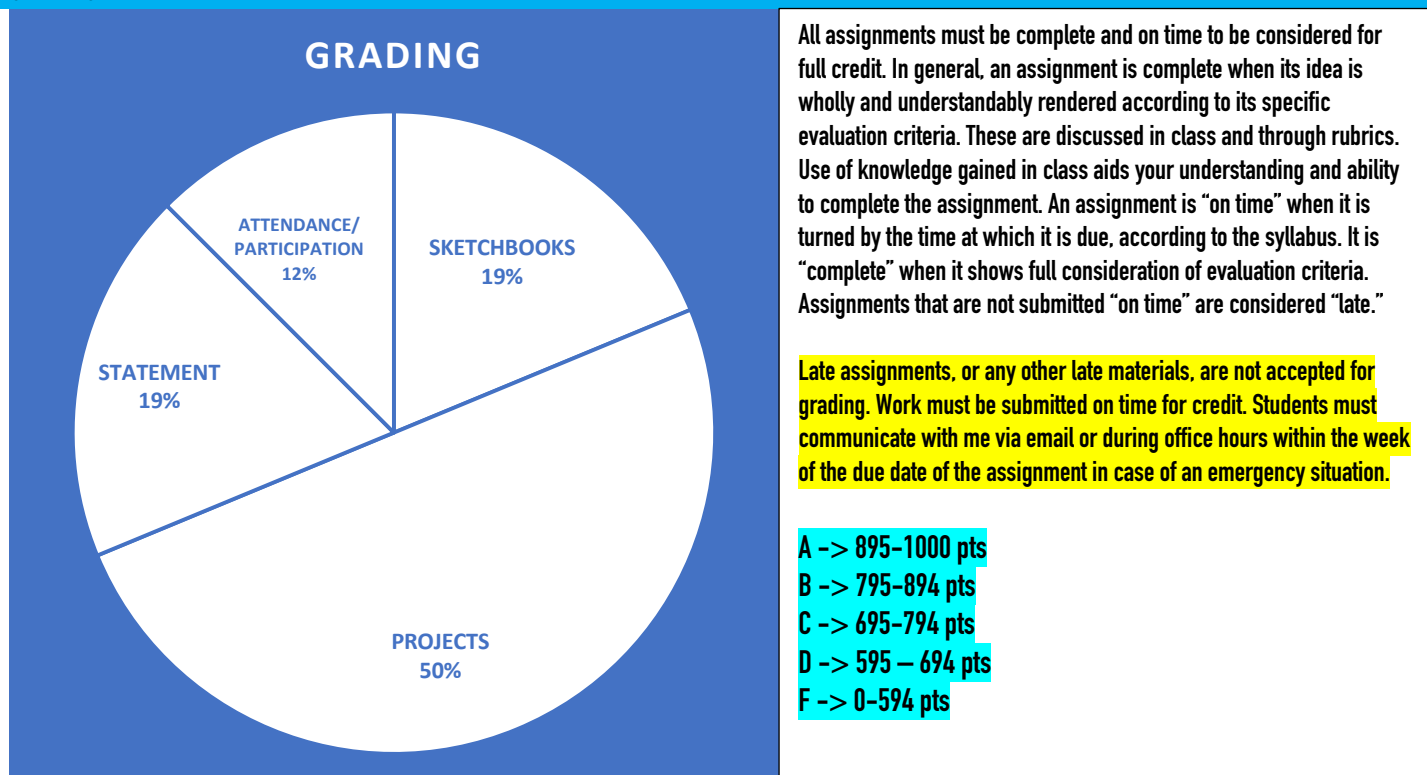 GRADING
ATTENDANCE/
PARTICIPATION
12%
SKETCHBOOKS
19%
STATEMENT
19%
PROJECTS
50%
All assignments must be complete and on time to be considered for
full credit. In general, an assignment is complete when its idea is
wholly and understandably rendered according to its specific
evaluation criteria. These are discussed in class and through rubrics.
Use of knowledge gained in class aids your understanding and ability
to complete the assignment. An assignment is “on time” when it is
turned by the time at which it is due, according to the syllabus. It is
“complete” when it shows full consideration of evaluation criteria.
Assignments that are not submitted “on time” are considered “late.”
Late assignments, or any other late materials, are not accepted for
grading. Work must be submitted on time for credit. Students must
communicate with me via email or during office hours within the week
of the due date of the assignment in case of an emergency situation.
A -> 895-1000 pts
B -> 795-894 pts
C -> 695-794 pts
D -> 595 – 694 pts
F -> 0-594 pts